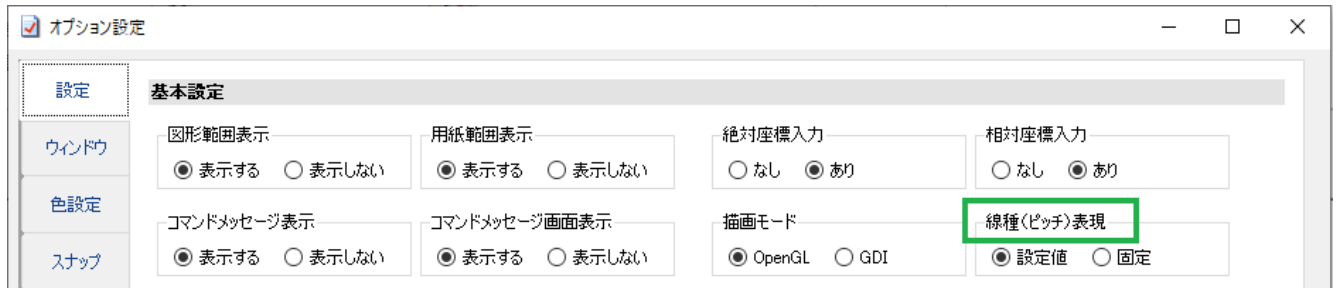 オプション設定
設定
基本設定
図形範囲表示 用紙範囲表示 絶対座標入力 相対座標入力
ウィンドウ
表示する 表示しない 表示する 表示しない なし あり なし あり
色設定
コマンドメッセージ表示 コマンドメッセージ画面表示 描画モード 線種(ピッチ)表現
スナップ
表示する 表示しない 表示する 表示しない OpenGL GDI 設定値 固定